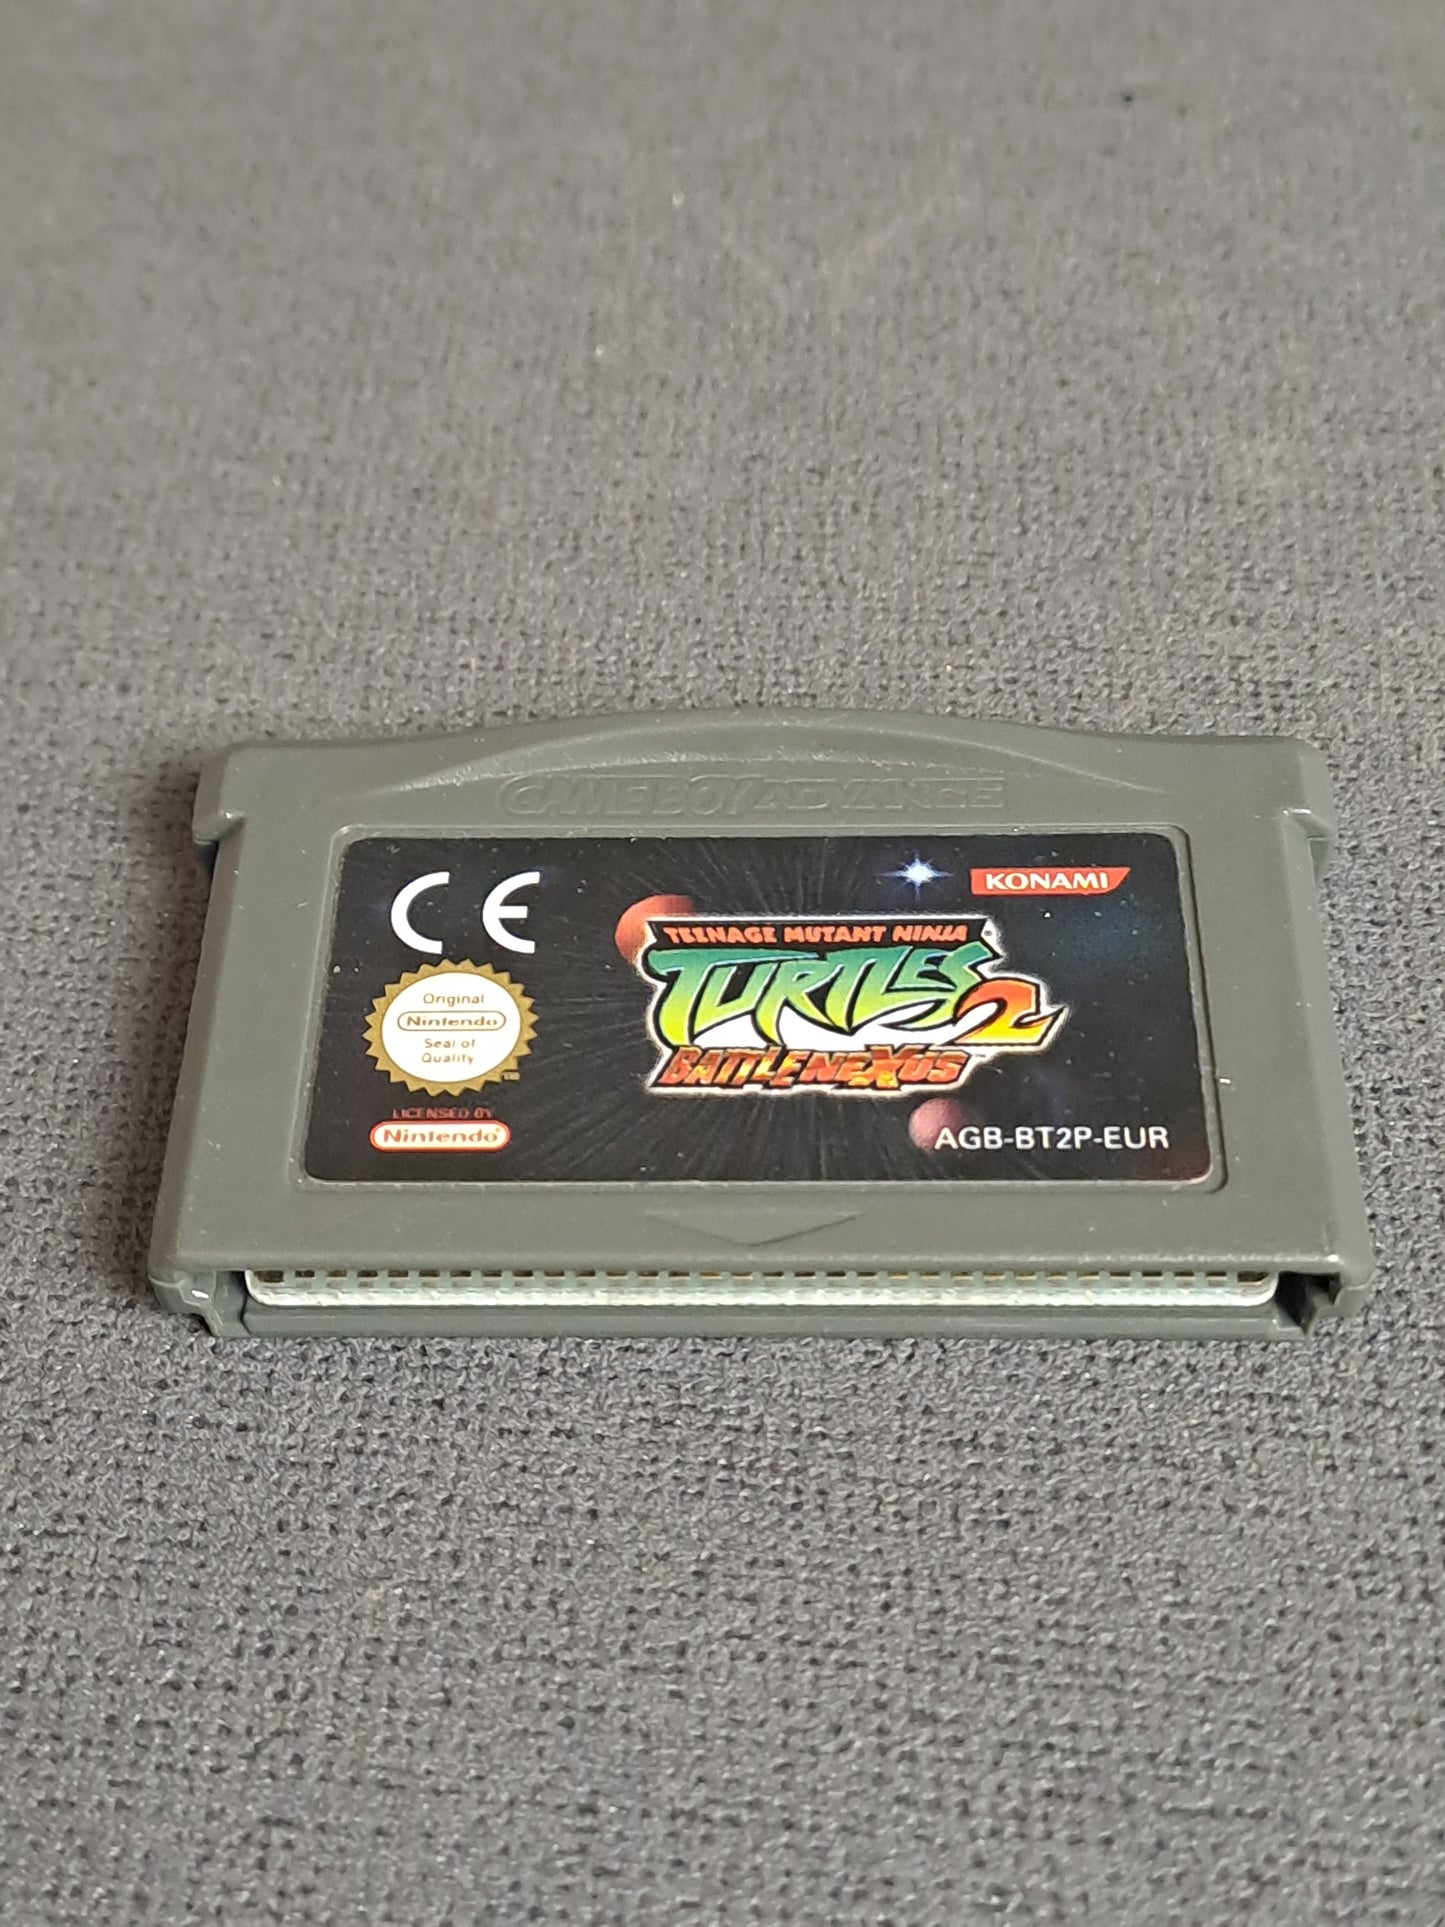 GAME BOY ADVANCE
CE
KONAMI
TEENAGE MUTANT NINJA
TURTLES 2
BATTLE NEXUS
Original
Nintendo
Seal of
Quality
LICENSED BY
Nintendo
AGB-BT2P-EUR